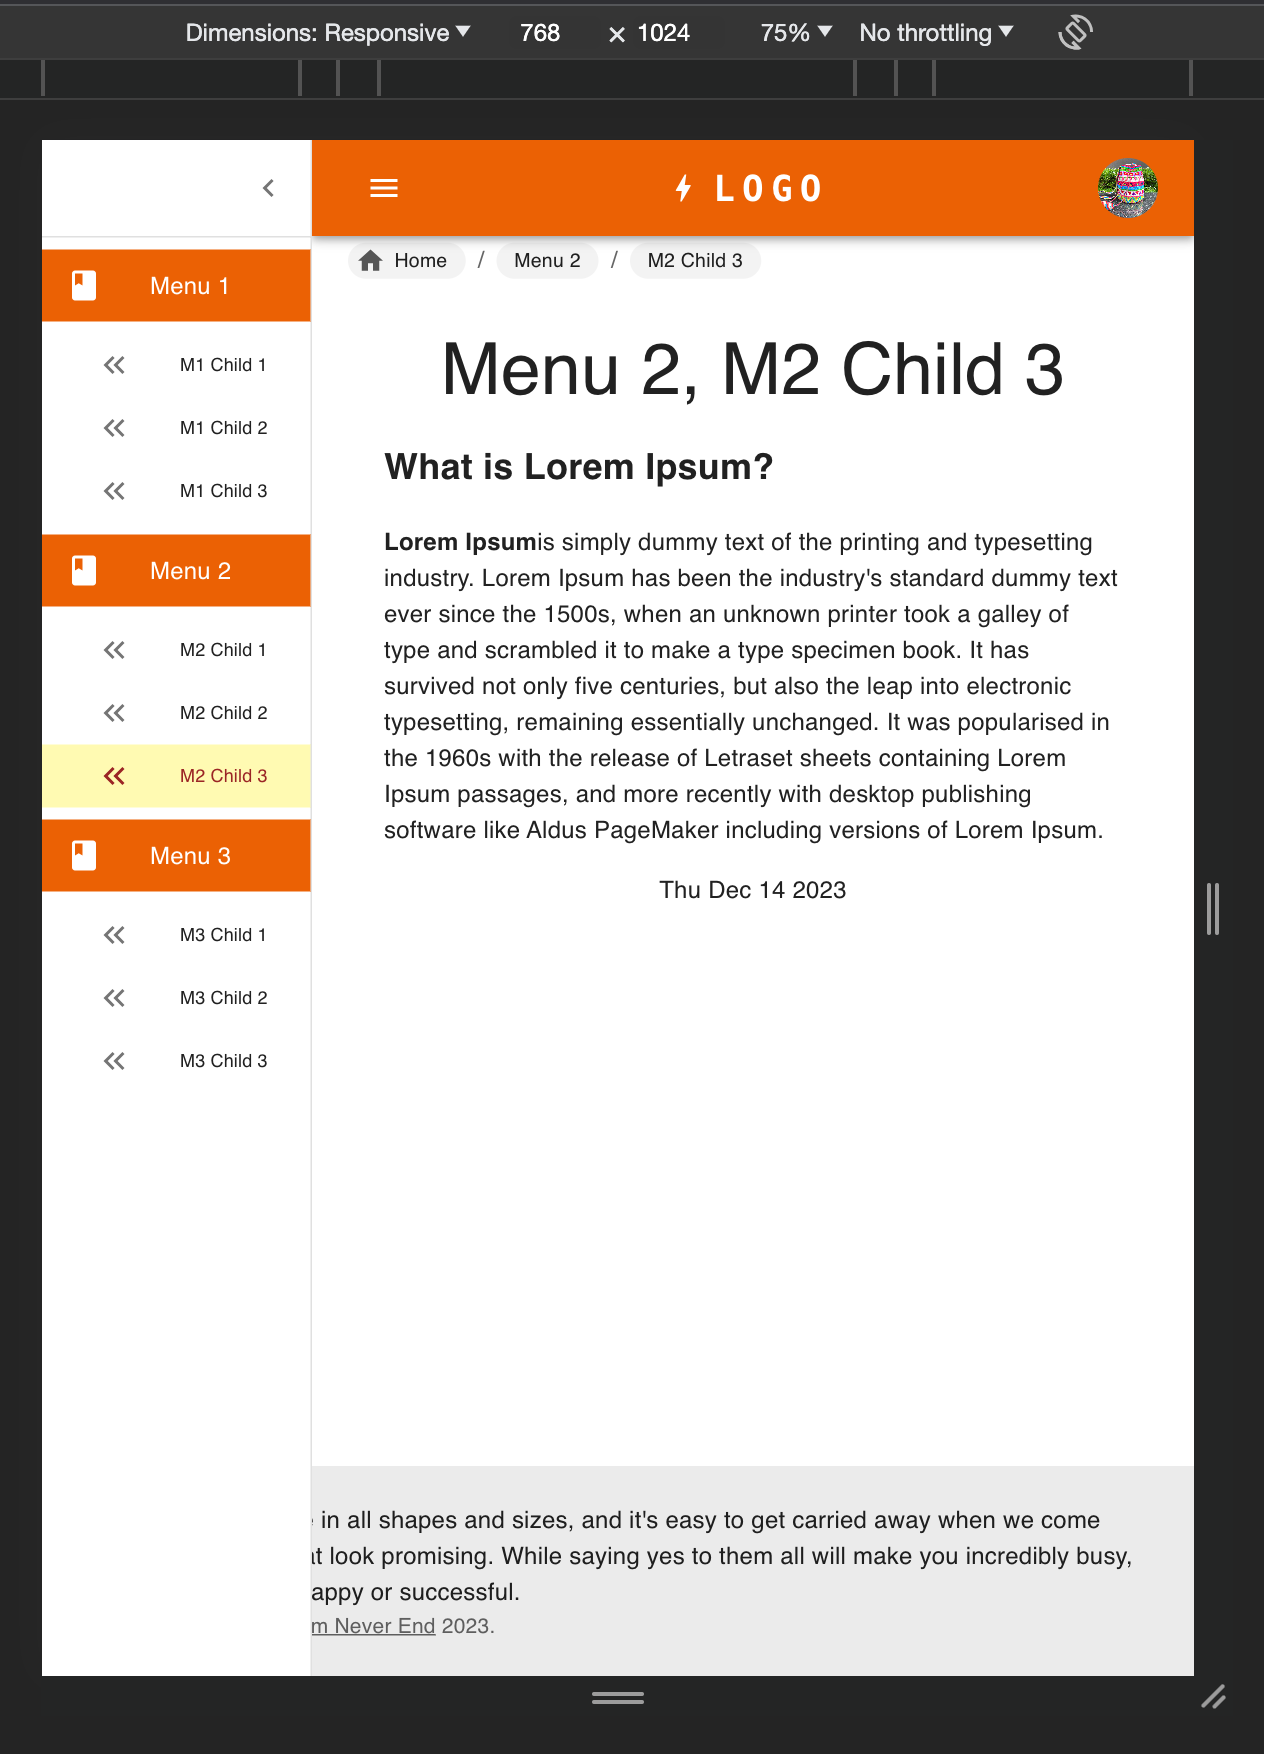 Dimensions: Responsive 768 × 1024 75% No throttling
LOGO
Home / Menu 2 / M2 Child 3
Menu 1
M1 Child 1
M1 Child 2
M1 Child 3
Menu 2
M2 Child 1
M2 Child 2
M2 Child 3
Menu 3
M3 Child 1
M3 Child 2
M3 Child 3
Menu 2, M2 Child 3
What is Lorem Ipsum?
Lorem Ipsumis simply dummy text of the printing and typesetting
industry. Lorem Ipsum has been the industry's standard dummy text
ever since the 1500s, when an unknown printer took a galley of
type and scrambled it to make a type specimen book. It has
survived not only five centuries, but also the leap into electronic
typesetting, remaining essentially unchanged. It was popularised in
the 1960s with the release of Letraset sheets containing Lorem
Ipsum passages, and more recently with desktop publishing
software like Aldus PageMaker including versions of Lorem Ipsum.
Thu Dec 14 2023
in all shapes and sizes, and it's easy to get carried away when we come
at look promising. While saying yes to them all will make you incredibly busy,
appy or successful.
m Never End 2023.